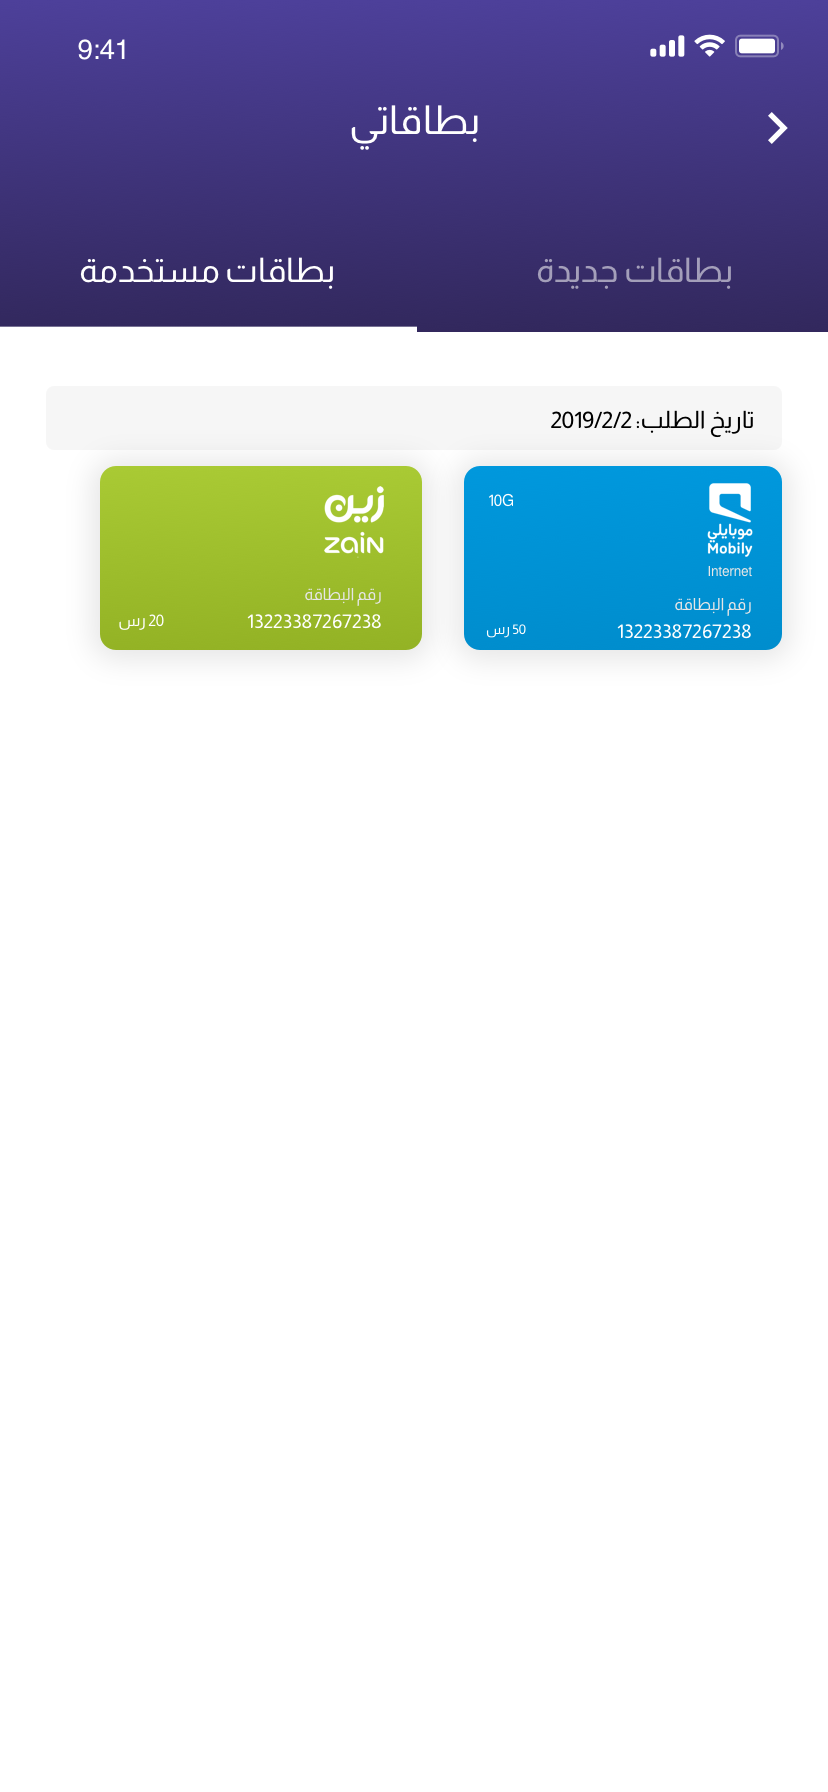 9:41
بطاقاتي
بطاقات جديدة
بطاقات مستخدمة
تاريخ الطلب: 2019/2/2
موبايلي
Mobily
10G
Internet
رقم البطاقة
13223387267238
50 رس
زين
zain
رقم البطاقة
13223387267238
20 رس